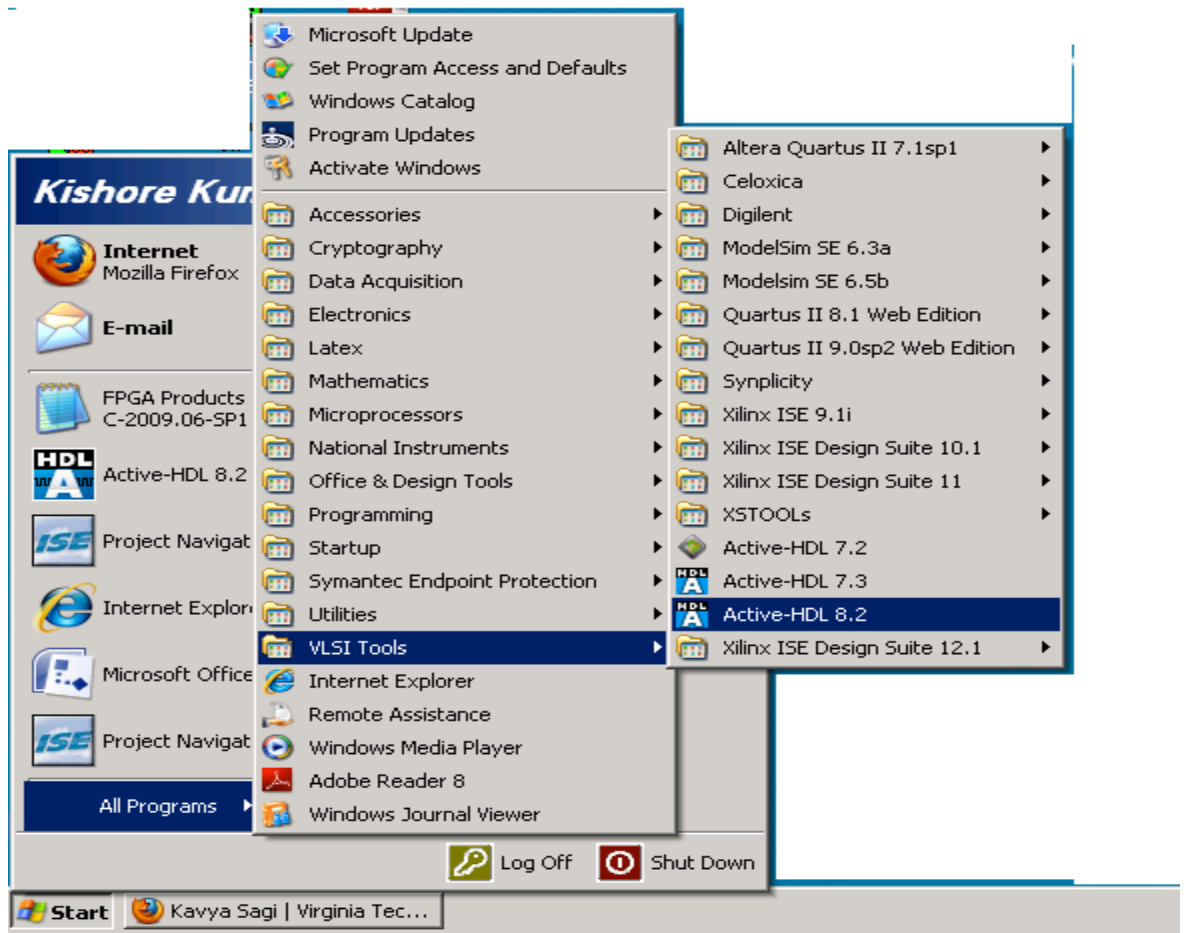 Microsoft Update
Set Program Access and Defaults
Windows Catalog
Program Updates
Activate Windows
Accessories
Cryptography
Data Acquisition
Electronics
Latex
Mathematics
Microprocessors
National Instruments
Office & Design Tools
Programming
Startup
Symantec Endpoint Protection
Utilities
VLSI Tools
Internet Explorer
Remote Assistance
Windows Media Player
Adobe Reader 8
Windows Journal Viewer
Altera Quartus II 7.1sp1
Celoxica
Digilent
ModelSim SE 6.3a
Modelsim SE 6.5b
Quartus II 8.1 Web Edition
Quartus II 9.0sp2 Web Edition
Synplicity
Xilinx ISE 9.1i
Xilinx ISE Design Suite 10.1
Xilinx ISE Design Suite 11
XSTOOLs
Active-HDL 7.2
HDL A Active-HDL 7.3
HDL A Active-HDL 8.2
Xilinx ISE Design Suite 12.1
Kishore Kur
Internet
Mozilla Firefox
E-mail
FPGA Products
C-2009.06-SP1
HDL A Active-HDL 8.2
ISE Project Navigat
Internet Explor
Microsoft Office
ISE Project Navigat
All Programs
Log Off
Shut Down
Start
Kavya Sagi | Virginia Tec...